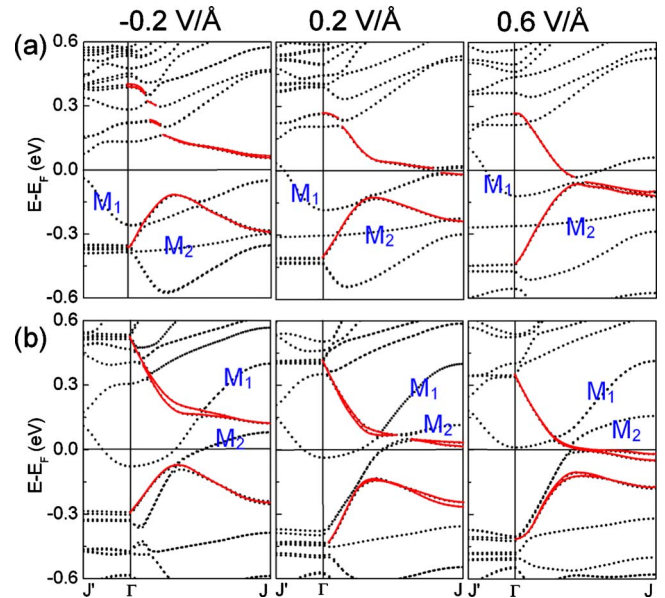 -0.2 V/Å 0.2 V/Å 0.6 V/Å
(a)
0.6
0.3
0.0
-0.3
-0.6
E-E_F (eV)
M₁ M₂ M₁ M₂ M₁ M₂
(b)
0.6
0.3
0.0
-0.3
-0.6
E-E_F (eV)
M₁ M₂ M₁ M₂ M₁ M₂
J" Γ J J' Γ J J' Γ J